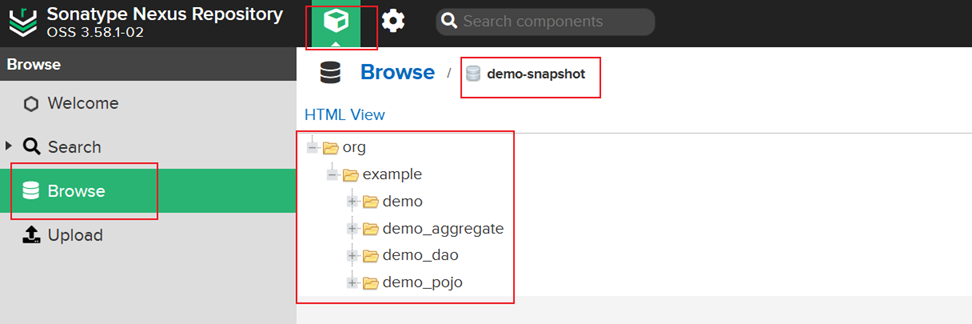 Sonatype Nexus Repository
OSS 3.58.1-02
Search components
Browse
Browse / demo-snapshot
Welcome
HTML View
Search
org
example
Browse
demo
demo_aggregate
Upload
demo_dao
demo_pojo